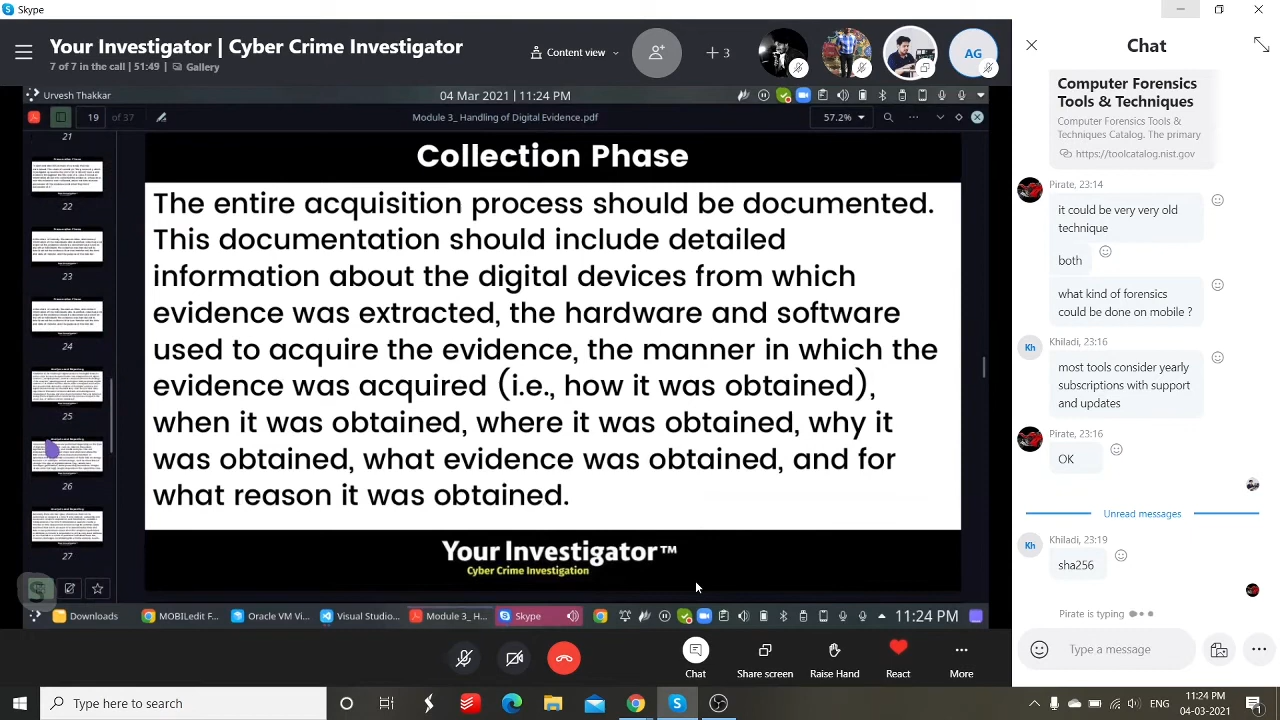 Skype
Your Investigator | Cyber Crime Investigator
7 of 7 in the call | 51:49 | Gallery
Content view
+ 3
AG
Urvesh Thakkar
04 Mar 2021 | 11:24 PM
19 of 37
Module 3_ Handling of Digital Evidence.pdf
57.2%
21
22
23
24
25
26
27
Collection Phase
The entire acquisition process should be documented.
This documentation should include detailed
information about the digital devices from which
evidence was extracted, the hardware and software
used to acquire the evidence, the manner in which the
evidence was acquired (i.e., how it was obtained),
when it was obtained, where it was obtained, why it
was obtained, what evidence was obtained, and for
what reason it was obtained.
Your Investigator™
Cyber Crime Investigation
Downloads
MOBILedit F...
Oracle VM Vi...
Visual Studio...
Module 3_ H...
Skype
11:24 PM
Chat
Share screen
Raise Hand
React
More
Chat
Computer Forensics
Tools & Techniques
Computer Forensics Tools &
Techniques Catalog. The primary
https://toolcatalog.nist.gov
Pirate, 23:14
it could be very very old
technique
both
what kind of forensics
could be done on mobile ?
Kh
Khiladi, 23:16
most tools consider yearly
subscriptions with support
and updates
Pirate, 23:16
OK
Unread messages
Kh
Khiladi, 23:19
sha256
Pirate is typing
Type a message
Type here to search
ENG
11:24 PM
04-03-2021